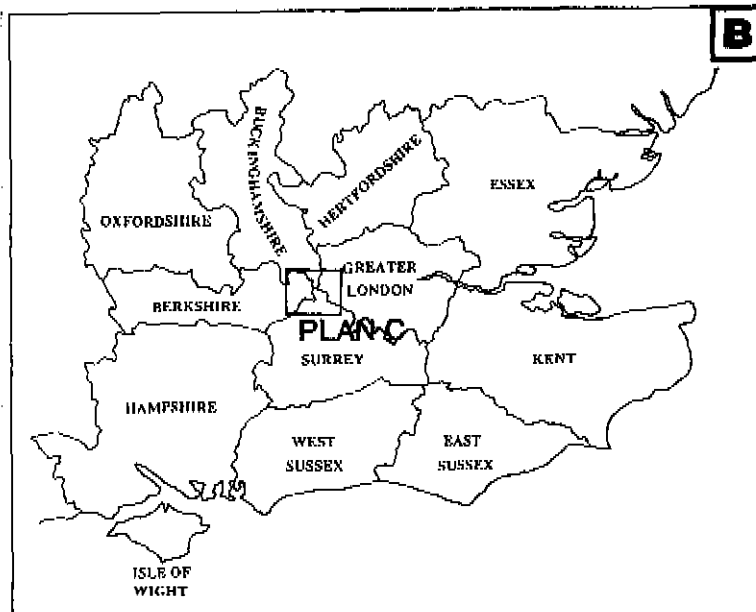 B
BUCKINGHAMSHIRE
HERTFORDSHIRE
ESSEX
OXFORDSHIRE
GREATER
LONDON
BERKSHIRE
PLAN C
SURREY
KENT
HAMPSHIRE
WEST
SUSSEX
EAST
SUSSEX
ISLE OF
WIGHT